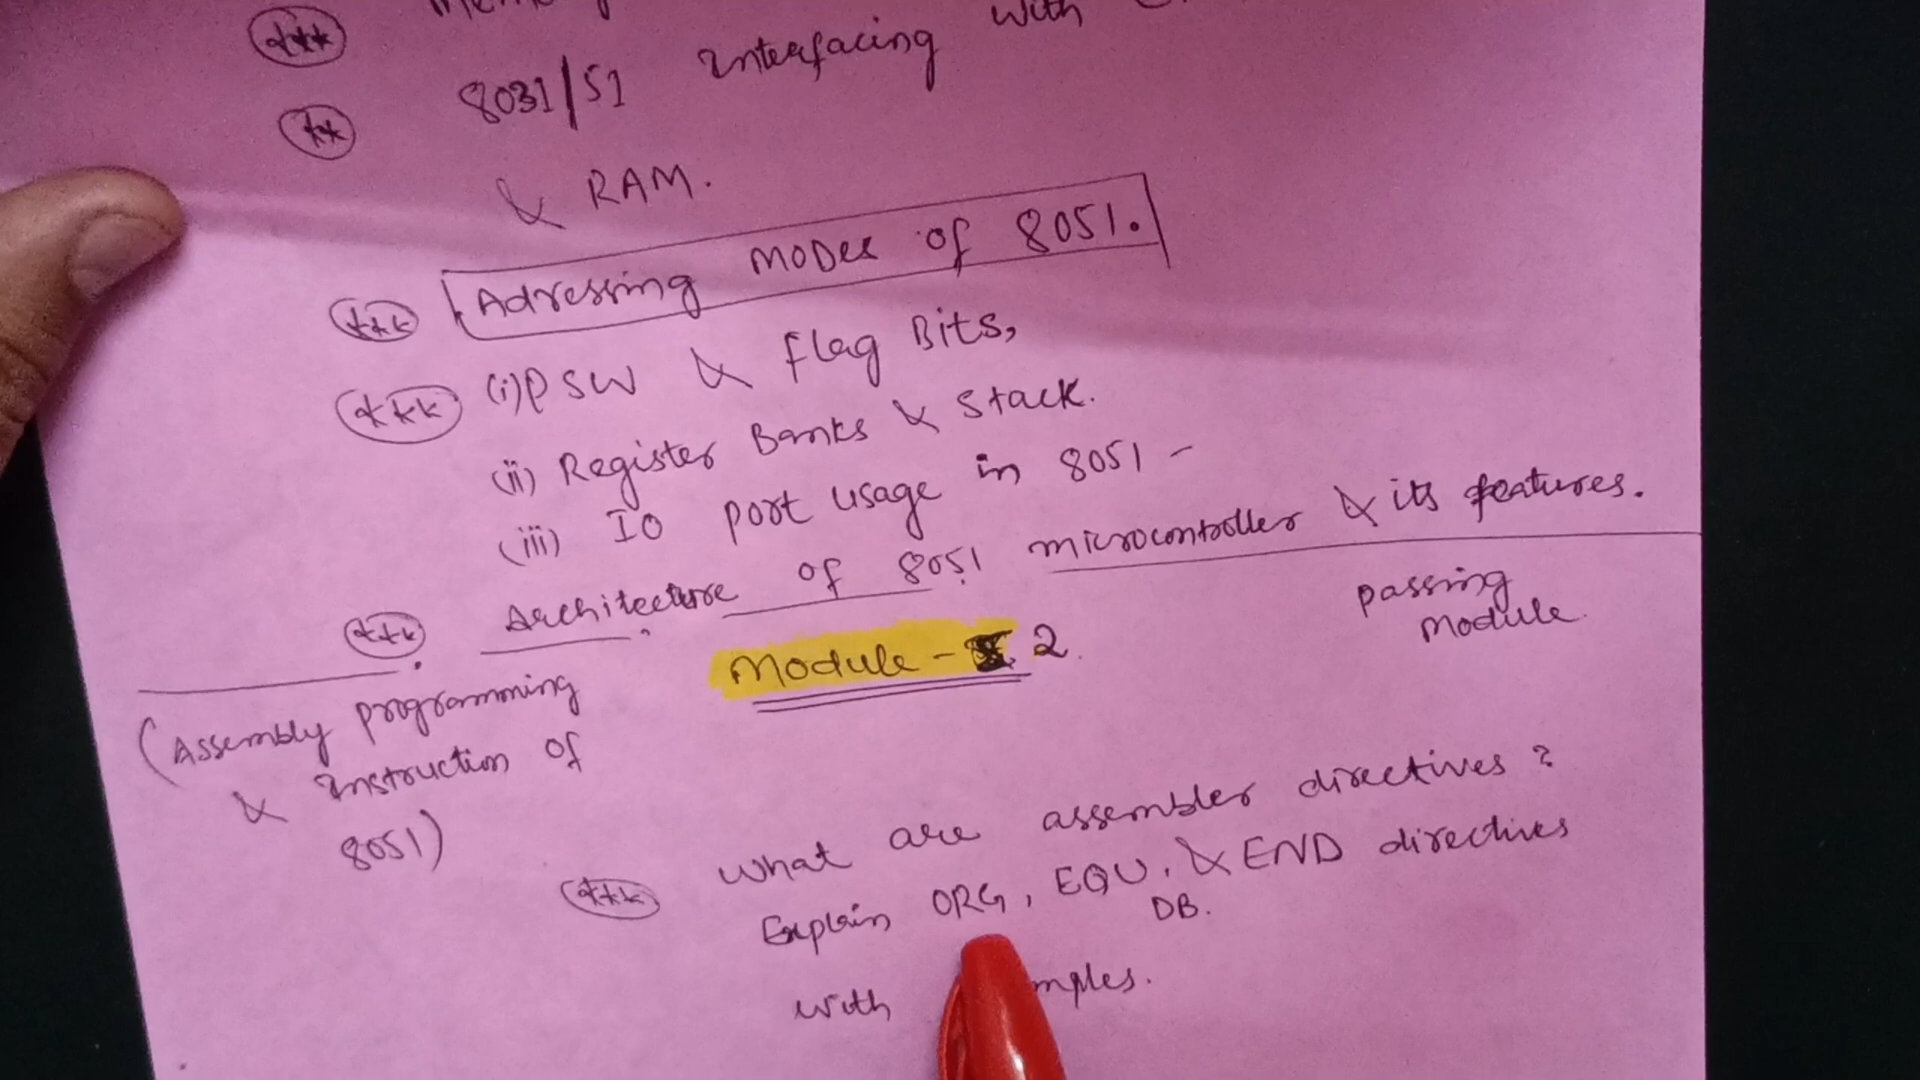 ***
**
8031/51 Interfacing with
& RAM.
*** Adressing MODES of 8051.
*** (i) PSW & flag Bits,
(ii) Register Banks & Stack.
(iii) IO port usage in 8051 -
*** Architecture of 8051 microcontroller & its features.
passing
module.
Module - 2.
(Assembly programming
& Instruction of
8051)
*** What are assembler directives?
Explain ORG, EQU, & END directives
DB.
with mples.